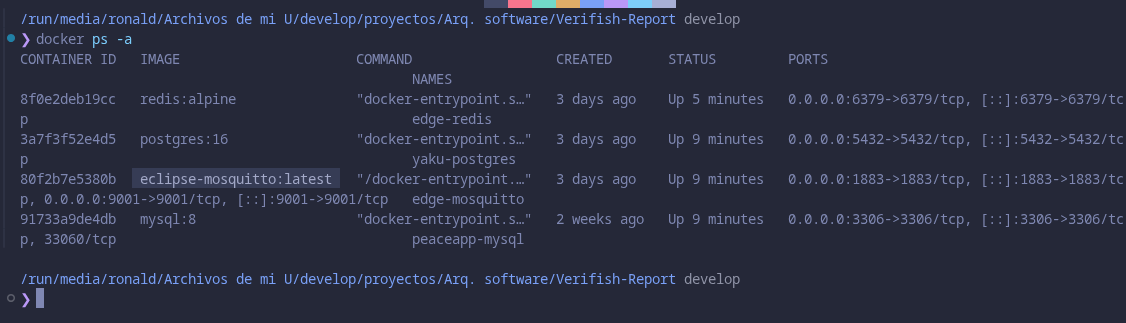 /run/media/ronald/Archivos de mi U/develop/proyectos/Arq. software/Verifish-Report develop
❯ docker ps -a
CONTAINER ID   IMAGE                      COMMAND                  CREATED       STATUS         PORTS
                                                 NAMES
8f0e2deb19cc   redis:alpine               "docker-entrypoint.s…"   3 days ago    Up 5 minutes   0.0.0.0:6379->6379/tcp, [::]:6379->6379/tc
p                                                edge-redis
3a7f3f52e4d5   postgres:16                "docker-entrypoint.s…"   3 days ago    Up 9 minutes   0.0.0.0:5432->5432/tcp, [::]:5432->5432/tc
p                                                yaku-postgres
80f2b7e5380b   eclipse-mosquitto:latest   "/docker-entrypoint.…"   3 days ago    Up 9 minutes   0.0.0.0:1883->1883/tcp, [::]:1883->1883/tc
p, 0.0.0.0:9001->9001/tcp, [::]:9001->9001/tcp   edge-mosquitto
91733a9de4db   mysql:8                    "docker-entrypoint.s…"   2 weeks ago   Up 9 minutes   0.0.0.0:3306->3306/tcp, [::]:3306->3306/tc
p, 33060/tcp                                     peaceapp-mysql
/run/media/ronald/Archivos de mi U/develop/proyectos/Arq. software/Verifish-Report develop
❯